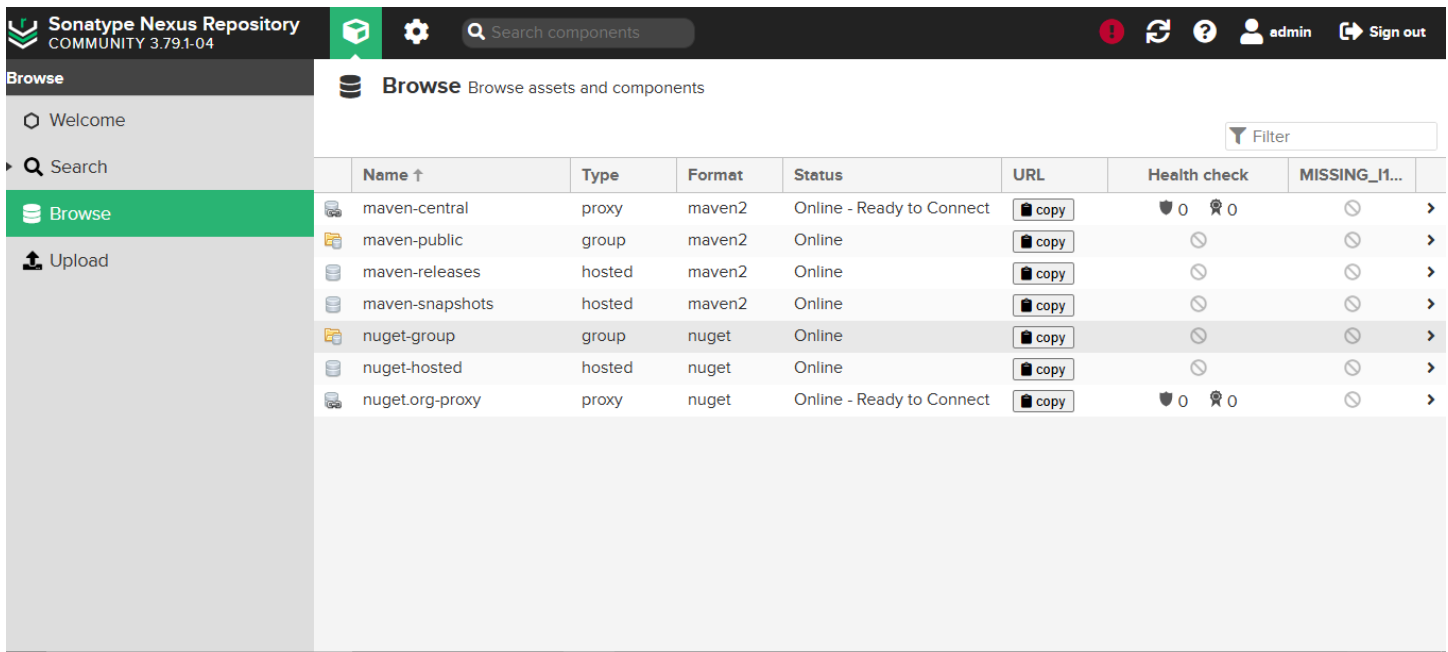 Sonatype Nexus Repository
COMMUNITY 3.79.1-04
Search components
admin
Sign out
Browse
Welcome
Search
Browse
Upload
Browse Browse assets and components
Filter
Name Type Format Status URL Health check MISSING_I1...
maven-central proxy maven2 Online - Ready to Connect copy 0 0
maven-public group maven2 Online copy
maven-releases hosted maven2 Online copy
maven-snapshots hosted maven2 Online copy
nuget-group group nuget Online copy
nuget-hosted hosted nuget Online copy
nuget.org-proxy proxy nuget Online - Ready to Connect copy 0 0